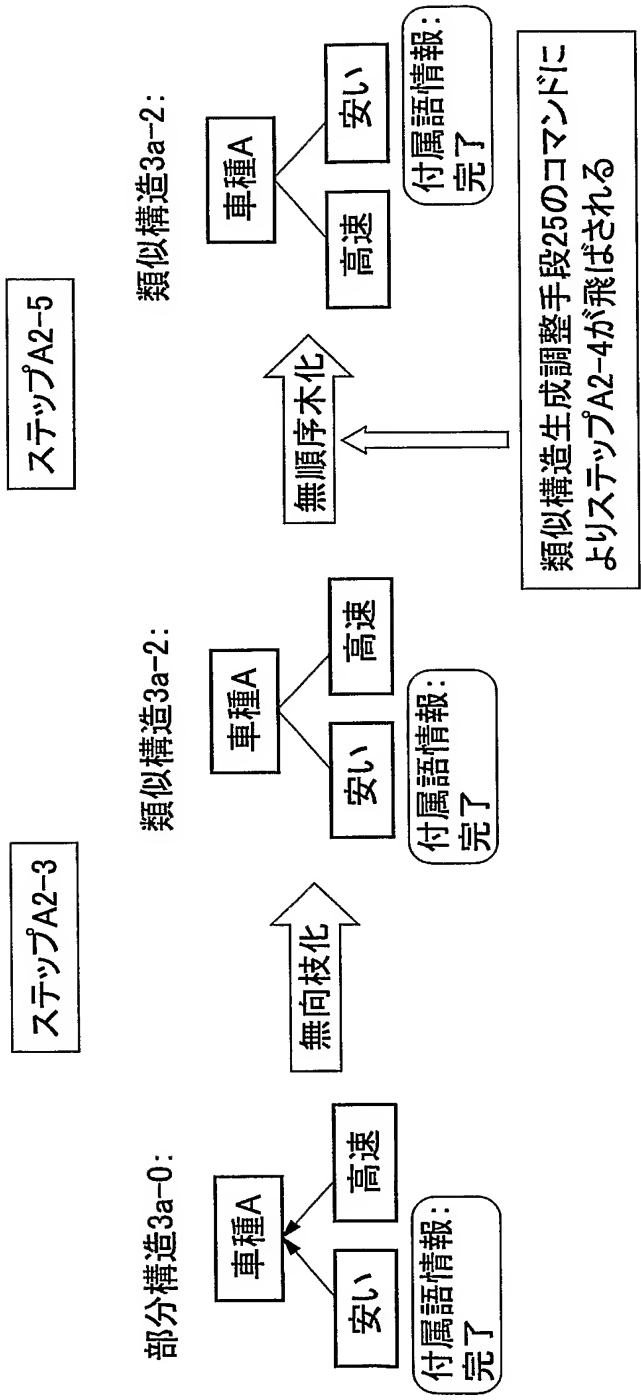 ステップA2-3
ステップA2-5
部分構造3a-0:
車種A
安い
高速
付属語情報:
完了
無向枝化
類似構造3a-2:
車種A
安い
高速
付属語情報:
完了
無順序木化
類似構造3a-2:
車種A
高速
安い
付属語情報:
完了
類似構造生成調整手段25のコマンドに
よりステップA2-4が飛ばされる